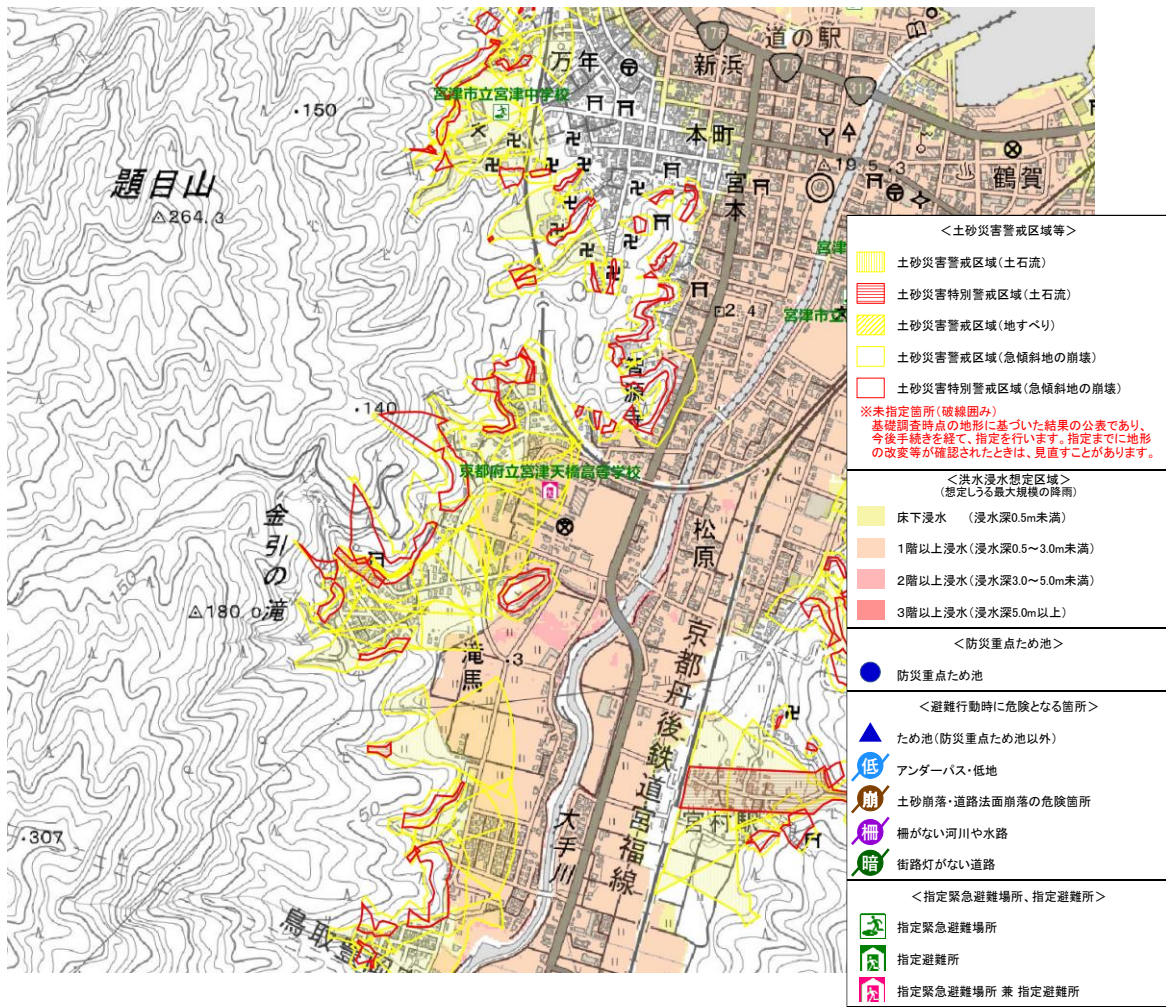 176
道の駅
万年
新浜
178
宮津市立宮津中学校
312
・150
本町
題目山
△264.3
△19.5
.3
宮本
鶴賀
2.4
宮津市立
智源寺
・140
京都府立宮津天橋高等学校
金引の滝
松原
△180
滝馬
・3
京都丹後鉄道宮福線
50
宮村駅
50
・307
大手川
＜土砂災害警戒区域等＞
土砂災害警戒区域(土石流)
土砂災害特別警戒区域(土石流)
土砂災害警戒区域(地すべり)
土砂災害警戒区域(急傾斜地の崩壊)
土砂災害特別警戒区域(急傾斜地の崩壊)
※未指定箇所(破線囲み)
基礎調査時点の地形に基づいた結果の公表であり、
今後手続きを経て、指定を行います。指定までに地形
の改変等が確認されたときは、見直すことがあります。
＜洪水浸水想定区域＞
(想定しうる最大規模の降雨)
床下浸水　(浸水深0.5m未満)
1階以上浸水(浸水深0.5～3.0m未満)
2階以上浸水(浸水深3.0～5.0m未満)
3階以上浸水(浸水深5.0m以上)
＜防災重点ため池＞
防災重点ため池
＜避難行動時に危険となる箇所＞
ため池(防災重点ため池以外)
低 アンダーパス・低地
崩 土砂崩落・道路法面崩落の危険箇所
柵 柵がない河川や水路
暗 街路灯がない道路
＜指定緊急避難場所、指定避難所＞
指定緊急避難場所
指定避難所
指定緊急避難場所 兼 指定避難所